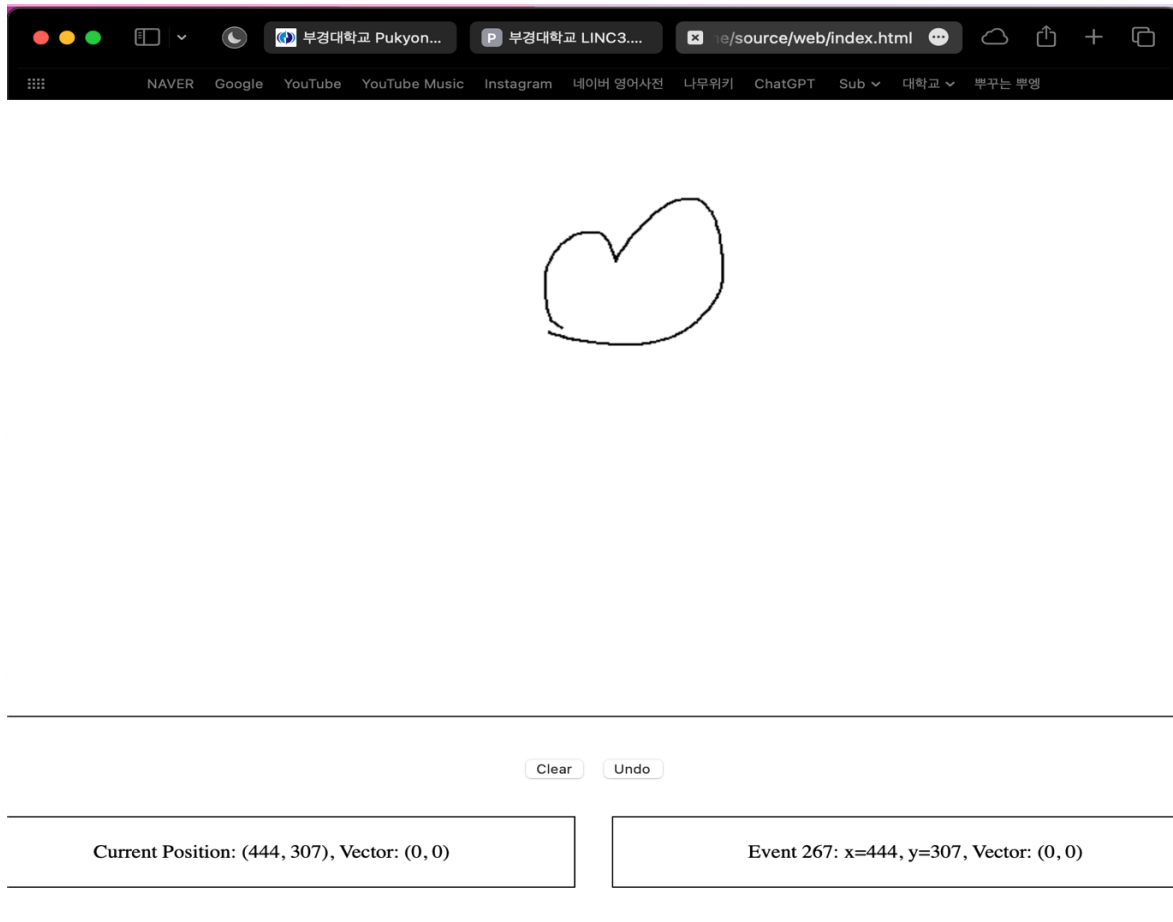 부경대학교 Pukyon...
P 부경대학교 LINC3....
e/source/web/index.html
NAVER Google YouTube YouTube Music Instagram 네이버 영어사전 나무위키 ChatGPT Sub 대학교 뿌꾸는 뿌엥
Clear Undo
Current Position: (444, 307), Vector: (0, 0)
Event 267: x=444, y=307, Vector: (0, 0)